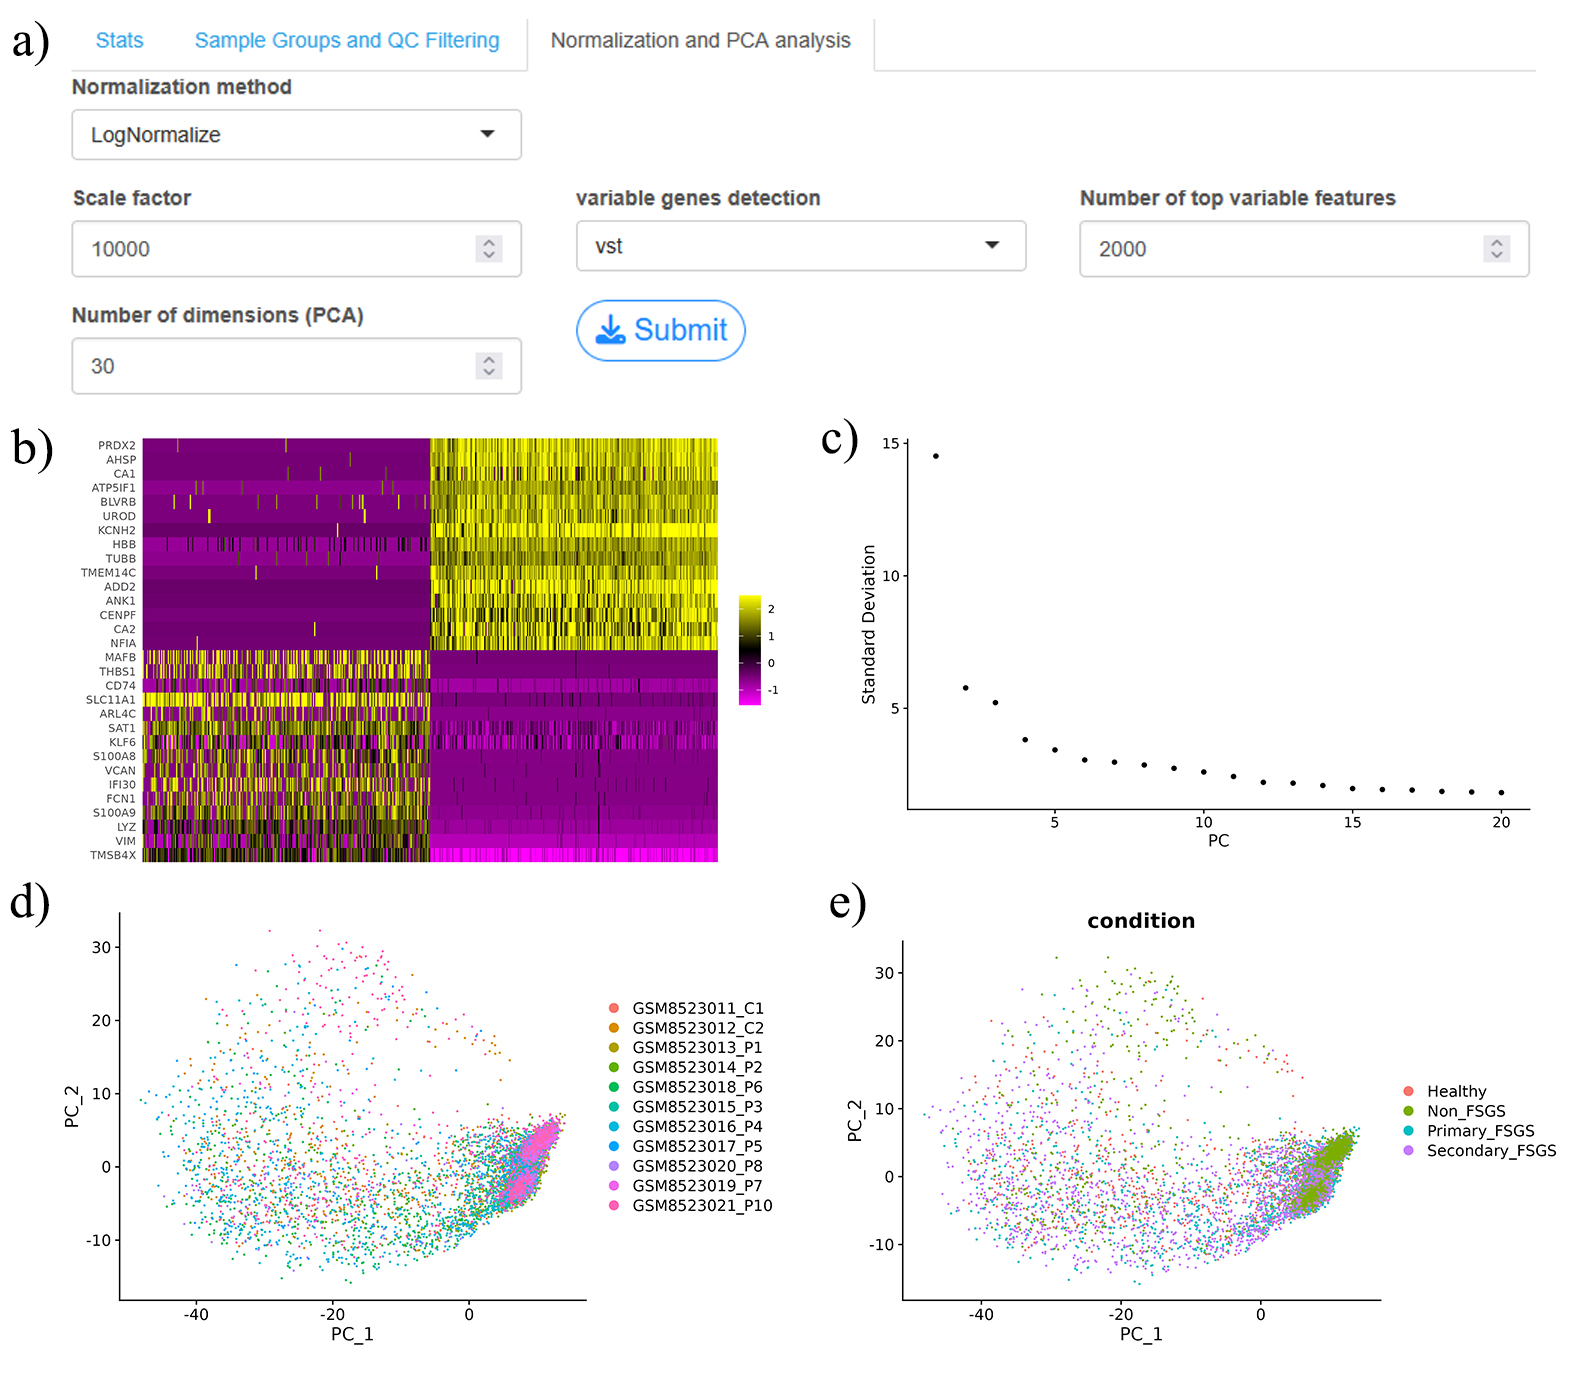 a)
Stats
Sample Groups and QC Filtering
Normalization and PCA analysis
Normalization method
LogNormalize
Scale factor
variable genes detection
Number of top variable features
10000
vst
2000
Number of dimensions (PCA)
Submit
30
b)
PRDX2
AHSP
CA1
ATP5IF1
BLVRB
UROD
KCNH2
HBB
TUBB
TMEM14C
ADD2
ANK1
CENPF
CA2
NFIA
MAFB
THBS1
CD74
SLC11A1
ARL4C
SAT1
KLF6
S100A8
VCAN
IFI30
FCN1
S100A9
LYZ
VIM
TMSB4X
2
1
0
-1
c)
15
10
5
Standard Deviation
5
10
15
20
PC
d)
30
20
10
0
-10
PC_2
-40
-20
0
PC_1
GSM8523011_C1
GSM8523012_C2
GSM8523013_P1
GSM8523014_P2
GSM8523018_P6
GSM8523015_P3
GSM8523016_P4
GSM8523017_P5
GSM8523020_P8
GSM8523019_P7
GSM8523021_P10
e)
condition
30
20
10
0
-10
PC_2
-40
-20
0
PC_1
Healthy
Non_FSGS
Primary_FSGS
Secondary_FSGS